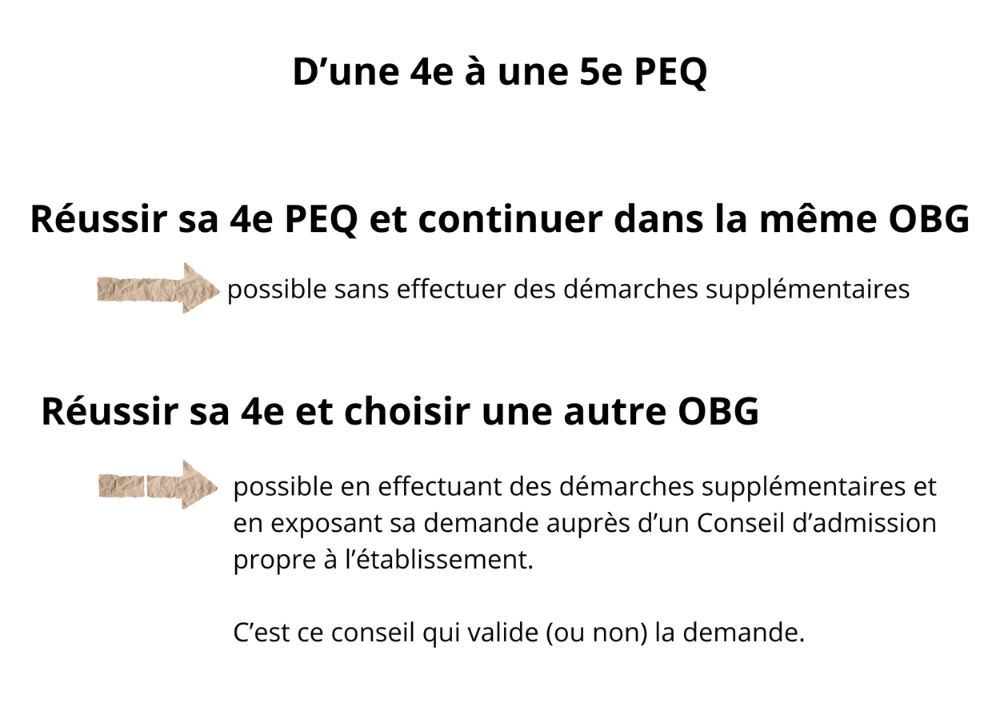 D’une 4e à une 5e PEQ
Réussir sa 4e PEQ et continuer dans la même OBG
possible sans effectuer des démarches supplémentaires
Réussir sa 4e et choisir une autre OBG
possible en effectuant des démarches supplémentaires et
en exposant sa demande auprès d’un Conseil d’admission
propre à l’établissement.
C’est ce conseil qui valide (ou non) la demande.